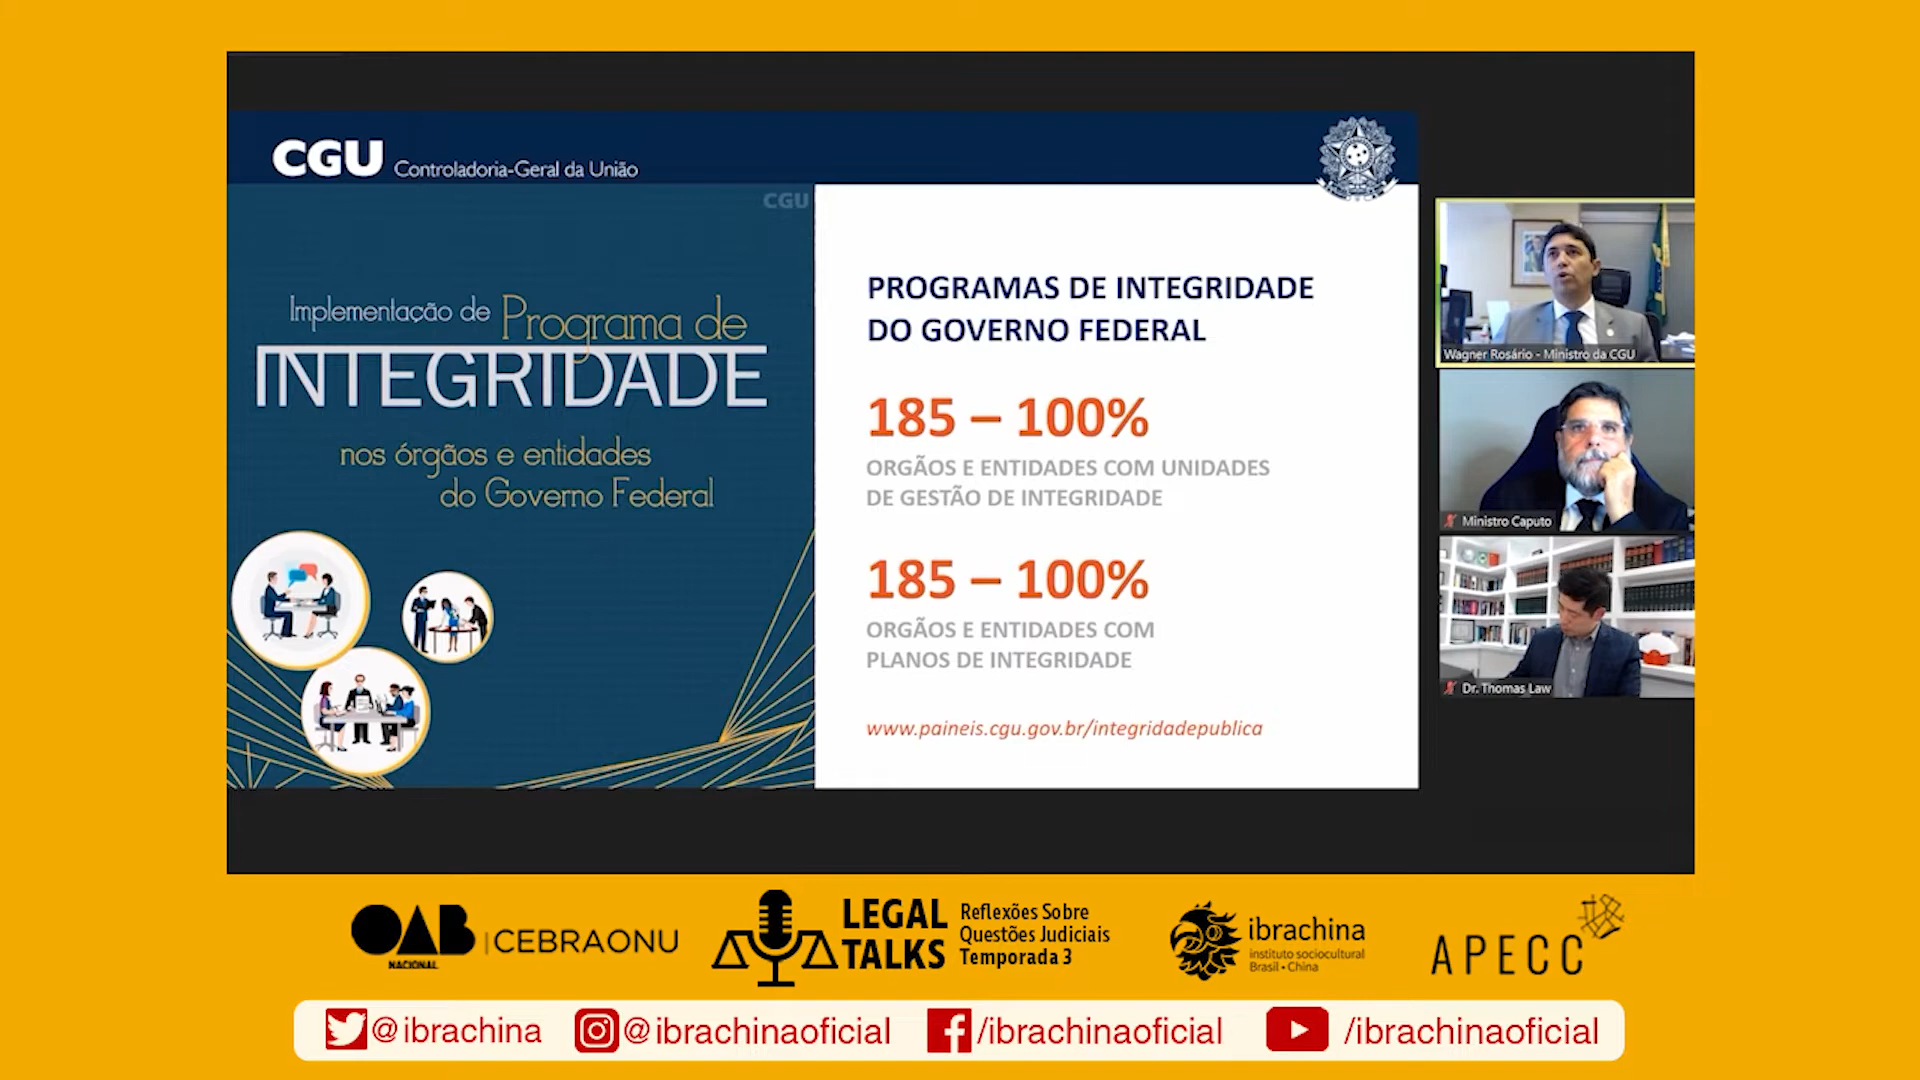 CGU Controladoria-Geral da União
CGU
Implementação de Programa de
INTEGRIDADE
nos órgãos e entidades
do Governo Federal
PROGRAMAS DE INTEGRIDADE
DO GOVERNO FEDERAL
185 – 100%
ORGÃOS E ENTIDADES COM UNIDADES
DE GESTÃO DE INTEGRIDADE
185 – 100%
ORGÃOS E ENTIDADES COM
PLANOS DE INTEGRIDADE
www.paineis.cgu.gov.br/integridadepublica
Wagner Rosário - Ministro da CGU
Ministro Caputo
Dr. Thomas Law
OAB
NACIONAL
CEBRAONU
LEGAL
TALKS
Reflexões Sobre
Questões Judiciais
Temporada 3
ibrachina
instituto sociocultural
Brasil • China
APECC
@ibrachina
@ibrachinaoficial
/ibrachinaoficial
/ibrachinaoficial